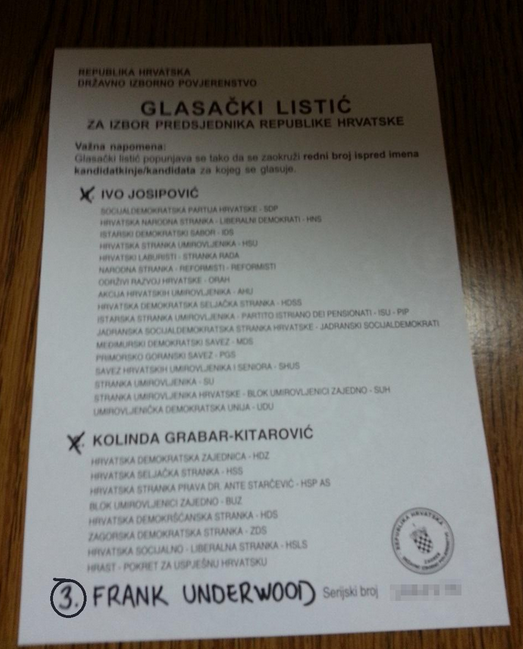 REPUBLIKA HRVATSKA
DRŽAVNO IZBORNO POVJERENSTVO
GLASAČKI LISTIĆ
ZA IZBOR PREDSJEDNIKA REPUBLIKE HRVATSKE
Važna napomena:
Glasački listić popunjava se tako da se zaokruži redni broj ispred imena
kandidatkinje/kandidata za kojeg se glasuje.
IVO JOSIPOVIĆ
SOCIJALDEMOKRATSKA PARTIJA HRVATSKE - SDP
HRVATSKA NARODNA STRANKA - LIBERALNI DEMOKRATI - HNS
ISTARSKI DEMOKRATSKI SABOR - IDS
HRVATSKA STRANKA UMIROVLJENIKA - HSU
HRVATSKI LABURISTI - STRANKA RADA
NARODNA STRANKA - REFORMISTI - REFORMISTI
ODRŽIVI RAZVOJ HRVATSKE - ORAH
AKCIJA HRVATSKIH UMIROVLJENIKA - AHU
HRVATSKA DEMOKRATSKA SELJAČKA STRANKA - HDSS
ISTARSKA STRANKA UMIROVLJENIKA - PARTITO ISTRIANO DEI PENSIONATI - ISU - PIP
JADRANSKA SOCIJALDEMOKRATSKA STRANKA HRVATSKE - JADRANSKI SOCIJALDEMOKRATI
MEĐIMURSKI DEMOKRATSKI SAVEZ - MDS
PRIMORSKO GORANSKI SAVEZ - PGS
SAVEZ HRVATSKIH UMIROVLJENIKA I SENIORA - SHUS
STRANKA UMIROVLJENIKA - SU
STRANKA UMIROVLJENIKA HRVATSKE - BLOK UMIROVLJENICI ZAJEDNO - SUH
UMIROVLJENIČKA DEMOKRATSKA UNIJA - UDU
KOLINDA GRABAR-KITAROVIĆ
HRVATSKA DEMOKRATSKA ZAJEDNICA - HDZ
HRVATSKA SELJAČKA STRANKA - HSS
HRVATSKA STRANKA PRAVA DR. ANTE STARČEVIĆ - HSP AS
BLOK UMIROVLJENICI ZAJEDNO - BUZ
HRVATSKA DEMOKRŠĆANSKA STRANKA - HDS
ZAGORSKA DEMOKRATSKA STRANKA - ZDS
HRVATSKA SOCIJALNO - LIBERALNA STRANKA - HSLS
HRAST - POKRET ZA USPJEŠNU HRVATSKU
REPUBLIKA HRVATSKA
ZAGREB
3. FRANK UNDERWOOD Serijski broj